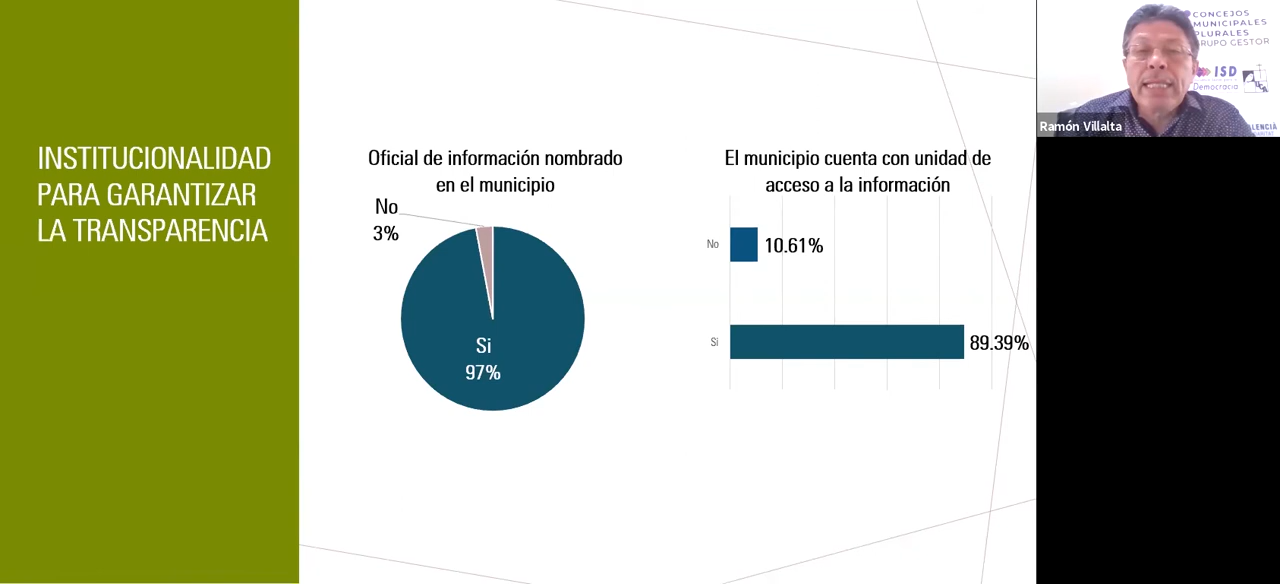 INSTITUCIONALIDAD
PARA GARANTIZAR
LA TRANSPARENCIA
Oficial de información nombrado
en el municipio
No
3%
Si
97%
El municipio cuenta con unidad de
acceso a la información
No
10.61%
Si
89.39%
CONCEJOS
MUNICIPALES
PLURALES
GRUPO GESTOR
ISD
Democracia
Ramón Villalta